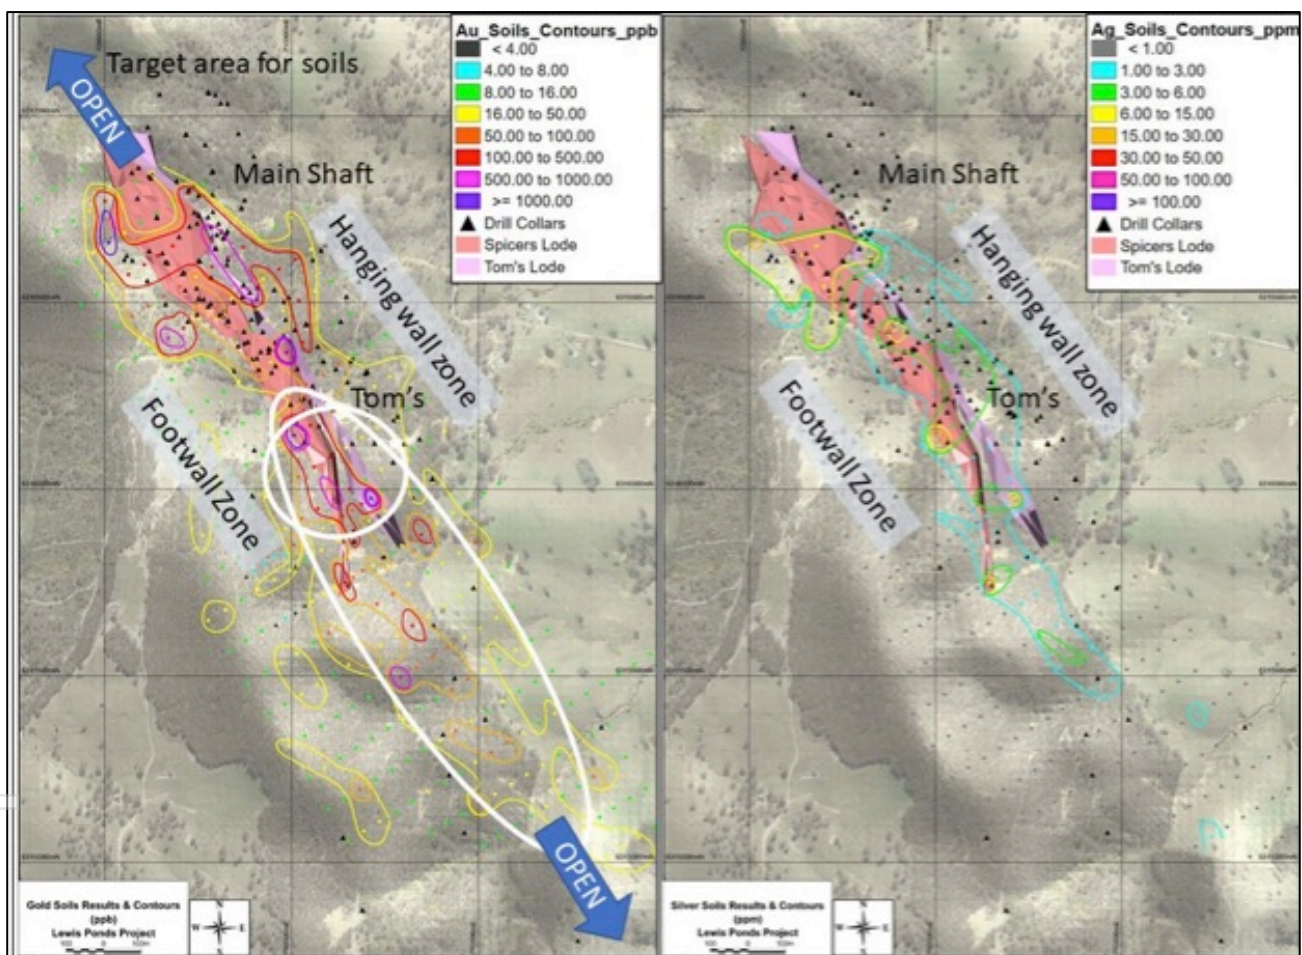 Target area for soils
OPEN
Main Shaft
Hanging wall zone
Tom's
Footwall Zone
OPEN
Au_Soils_Contours_ppb
< 4.00
4.00 to 8.00
8.00 to 16.00
16.00 to 50.00
50.00 to 100.00
100.00 to 500.00
500.00 to 1000.00
>= 1000.00
Drill Collars
Spicers Lode
Tom's Lode
Gold Soils Results & Contours
(ppb)
Lewis Ponds Project
N
W E
S
Main Shaft
Hanging wall zone
Tom's
Footwall Zone
Ag_Soils_Contours_ppm
< 1.00
1.00 to 3.00
3.00 to 6.00
6.00 to 15.00
15.00 to 30.00
30.00 to 50.00
50.00 to 100.00
>= 100.00
Drill Collars
Spicers Lode
Tom's Lode
Silver Soils Results & Contours
(ppm)
Lewis Ponds Project
N
W E
S